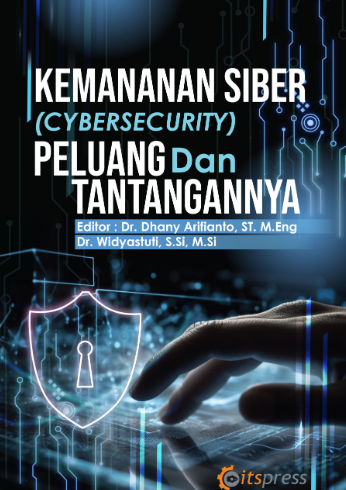 KEMANANAN SIBER
(CYBERSECURITY)
PELUANG Dan
TANTANGANNYA
Editor : Dr. Dhany Arifianto, ST. M.Eng
Dr. Widyastuti, S.Si, M.Si
itspress